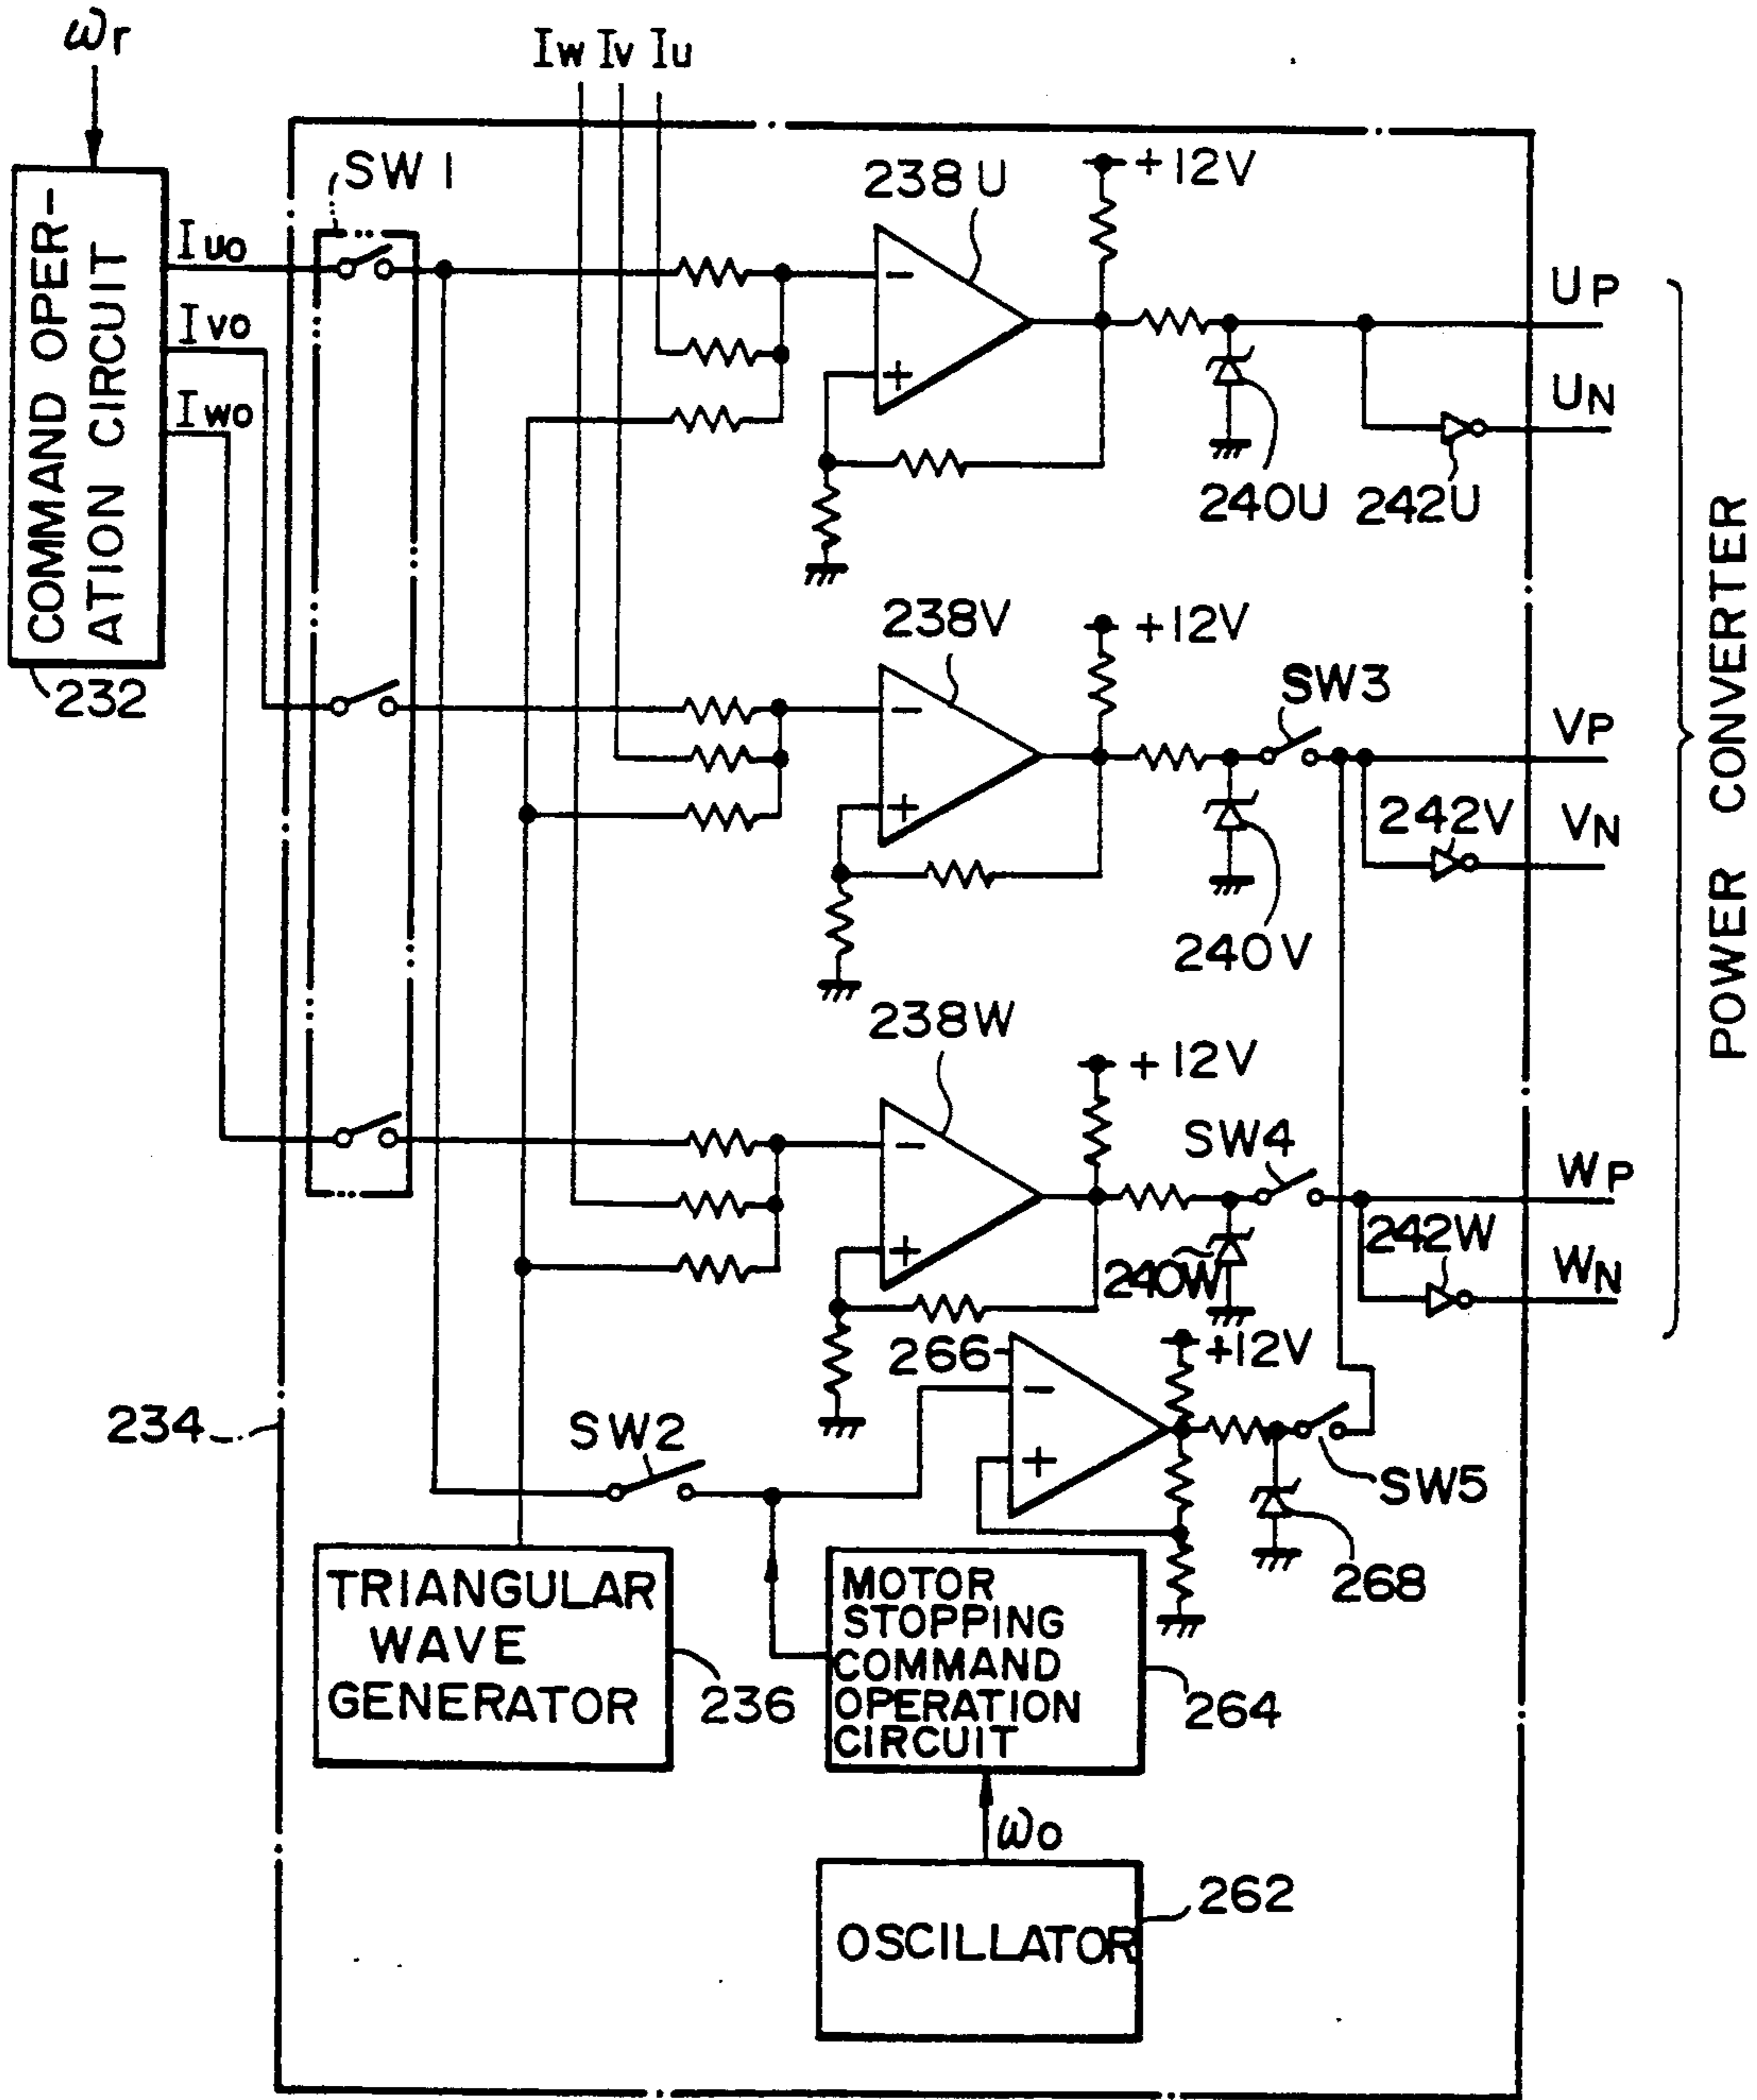 ωr
Iw Iv Iu
COMMAND OPER-
ATION CIRCUIT
232
Iuo
Ivo
Iwo
SW1
238U
+12V
240U
242U
UP
UN
238V
+12V
SW3
240V
242V
VP
VN
238W
+12V
SW4
240W
242W
WP
WN
POWER CONVERTER
266
+12V
234
SW2
SW5
268
TRIANGULAR
WAVE
GENERATOR
236
MOTOR
STOPPING
COMMAND
OPERATION
CIRCUIT
264
ωo
262
OSCILLATOR
-
+
-
+
-
+
-
+